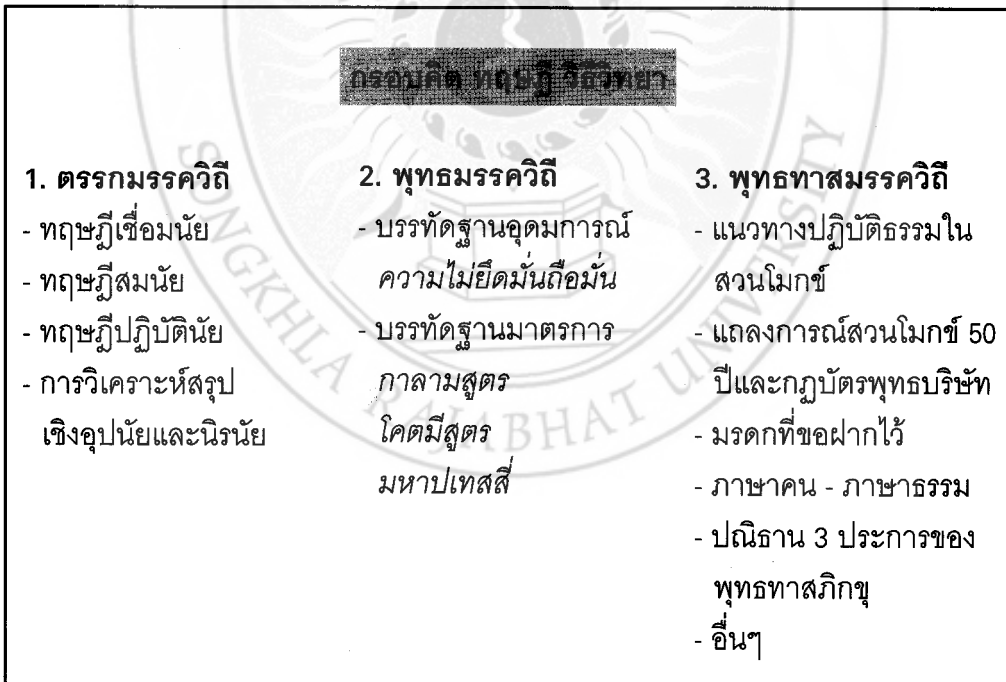 กรอบคิด ทฤษฎี วิธีวิทยา
1. ตรรกมรรควิถี
- ทฤษฎีเชื่อมนัย
- ทฤษฎีสมนัย
- ทฤษฎีปฏิบัตินัย
- การวิเคราะห์สรุป
เชิงอุปนัยและนิรนัย
2. พุทธมรรควิถี
- บรรทัดฐานอุดมการณ์
ความไม่ยึดมั่นถือมั่น
- บรรทัดฐานมาตรการ
กาลามสูตร
โคตมีสูตร
มหาปเทสสี่
3. พุทธทาสมรรควิถี
- แนวทางปฏิบัติธรรมใน
สวนโมกข์
- แถลงการณ์สวนโมกข์ 50
ปีและกฎบัตรพุทธบริษัท
- มรดกที่ขอฝากไว้
- ภาษาคน - ภาษาธรรม
- ปณิธาน 3 ประการของ
พุทธทาสภิกขุ
- อื่นๆ
SONGKHLA RAJABHAT UNIVERSITY